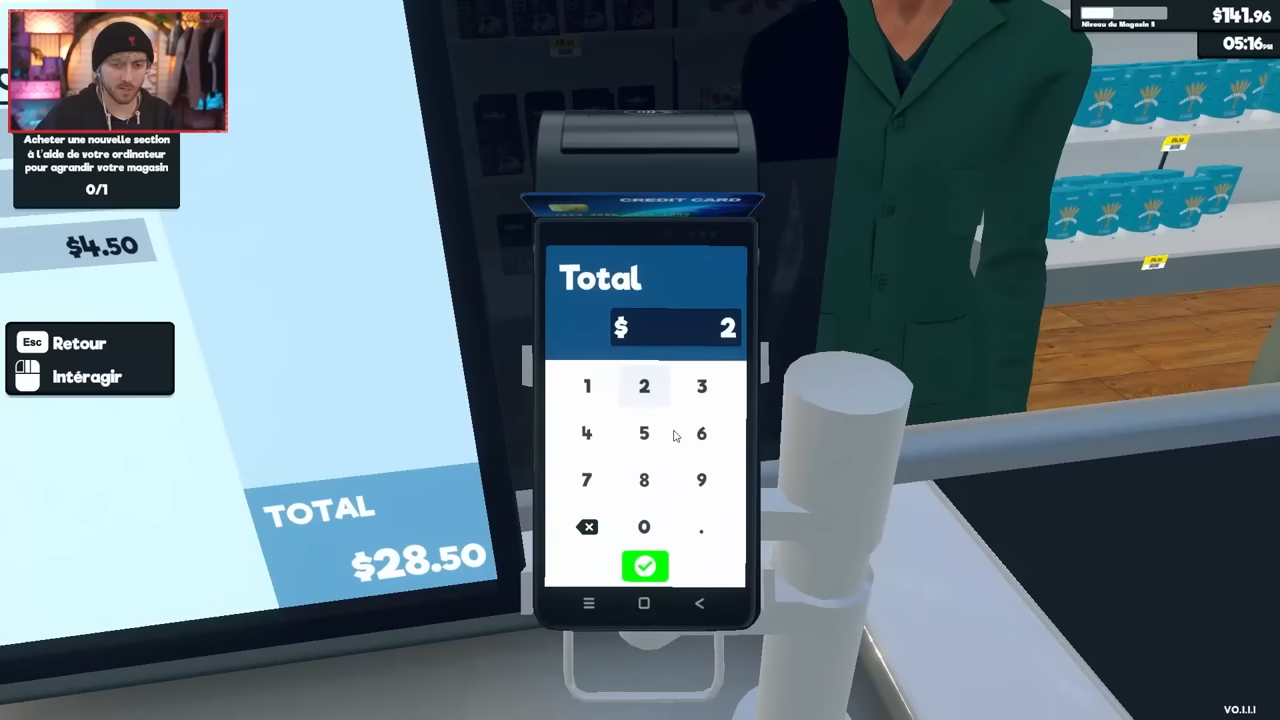 $141.96
Niveau du Magasin 5
05:16PM
Acheter une nouvelle section
à l'aide de votre ordinateur
pour agrandir votre magasin
0/1
$4.50
Esc Retour
Intéragir
CREDIT CARD
Total
$ 2
1 2 3
4 5 6
7 8 9
0 .
TOTAL
$28.50
V0.1.1.1